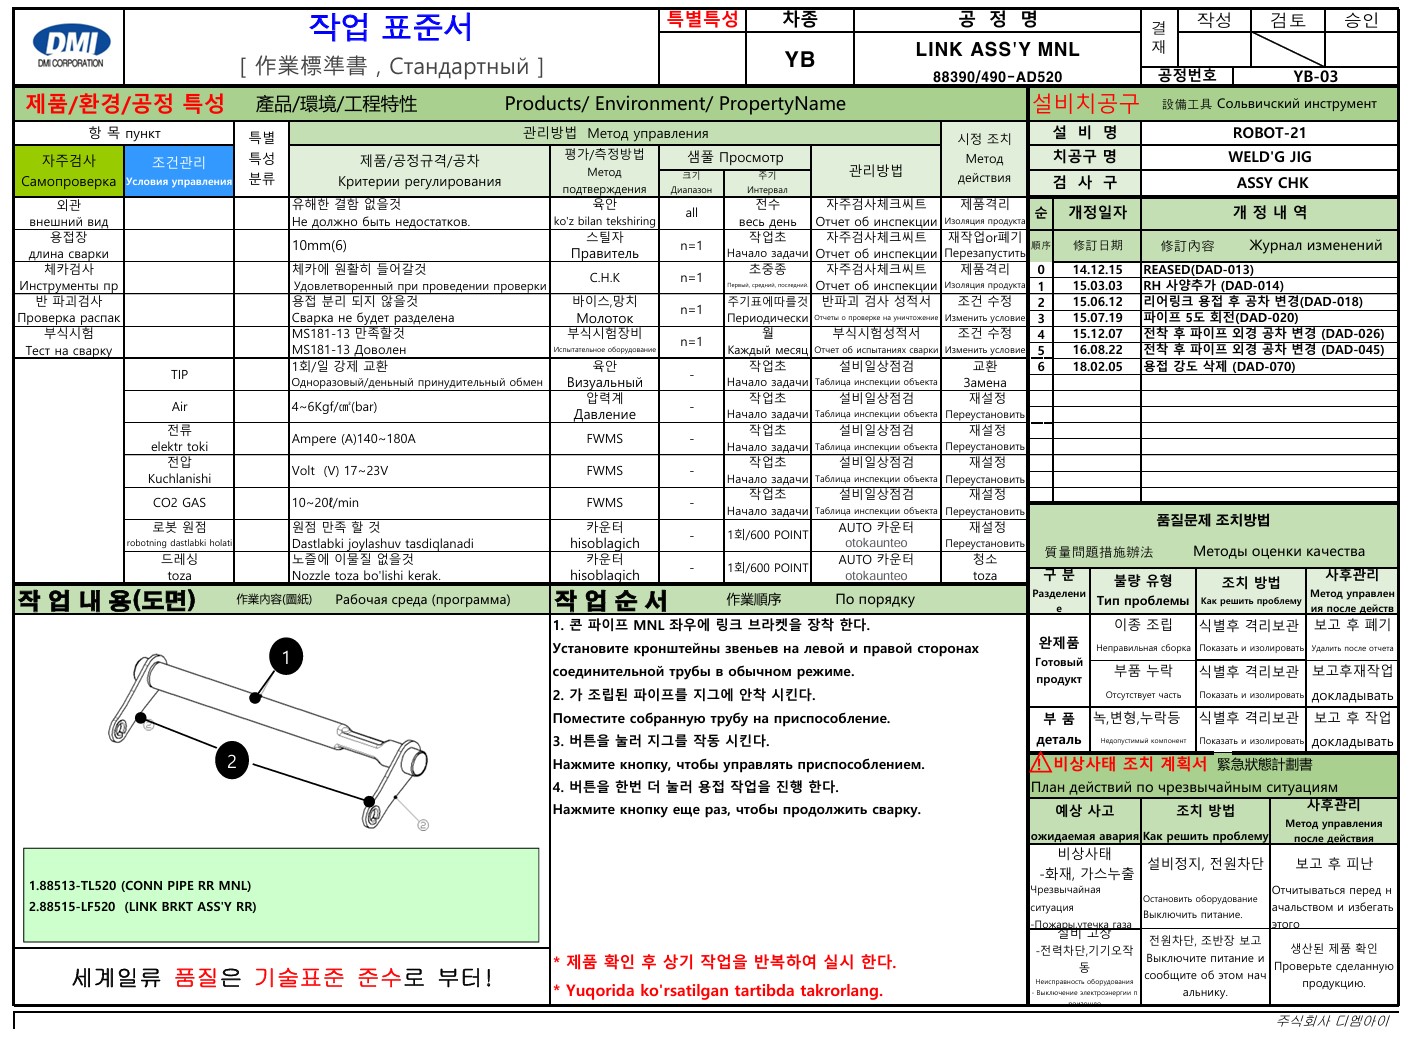 DMI
DMI CORPORATION
작업 표준서
[ 作業標準書 , Стандартный ]
특별특성
차종
YB
공 정 명
LINK ASS'Y MNL
88390/490-AD520
결재
작성
검토
승인
공정번호
YB-03
제품/환경/공정 특성 產品/環境/工程特性 Products/ Environment/ PropertyName
항 목 пункт
특별
특성
분류
관리방법 Метод управления
시정 조치
Метод
действия
자주검사
Самопроверка
조건관리
Условия управления
제품/공정규격/공차
Критерии регулирования
평가/측정방법
Метод
подтверждения
샘풀 Просмотр
크기
Диапазон
주기
Интервал
관리방법
외관
внешний вид
유해한 결함 없을것
Не должно быть недостатков.
육안
ko'z bilan tekshiring
all
전수
весь день
자주검사체크씨트
Отчет об инспекции
제품격리
Изоляция продукта
용접장
длина сварки
10mm(6)
스틸자
Правитель
n=1
작업초
Начало задачи
자주검사체크씨트
Отчет об инспекции
재작업or폐기
Перезапустить
체카검사
Инструменты пр
체카에 원활히 들어갈것
Удовлетворенный при проведении проверки
C.H.K
n=1
초중종
Первый, средний, последний.
자주검사체크씨트
Отчет об инспекции
제품격리
Изоляция продукта
반 파괴검사
Проверка распак
용접 분리 되지 않을것
Сварка не будет разделена
바이스,망치
Молоток
n=1
주기표에따를것
Периодически
반파괴 검사 성적서
Отчеты о проверке на уничтожение
조건 수정
Изменить условие
부식시험
Тест на сварку
MS181-13 만족할것
MS181-13 Доволен
부식시험장비
Испытательное оборудование
n=1
월
Каждый месяц
부식시험성적서
Отчет об испытаниях сварки
조건 수정
Изменить условие
TIP
1회/일 강제 교환
Одноразовый/деньный принудительный обмен
육안
Визуальный
-
작업초
Начало задачи
설비일상점검
Таблица инспекции объекта
교환
Замена
Air
4~6Kgf/㎠(bar)
압력계
Давление
-
작업초
Начало задачи
설비일상점검
Таблица инспекции объекта
재설정
Переустановить
전류
elektr toki
Ampere (A)140~180A
FWMS
-
작업초
Начало задачи
설비일상점검
Таблица инспекции объекта
재설정
Переустановить
전압
Kuchlanishi
Volt (V) 17~23V
FWMS
-
작업초
Начало задачи
설비일상점검
Таблица инспекции объекта
재설정
Переустановить
CO2 GAS
10~20ℓ/min
FWMS
-
작업초
Начало задачи
설비일상점검
Таблица инспекции объекта
재설정
Переустановить
로봇 원점
robotning dastlabki holati
원점 만족 할 것
Dastlabki joylashuv tasdiqlanadi
카운터
hisoblagich
-
1회/600 POINT
AUTO 카운터
otokaunteo
재설정
Переустановить
드레싱
toza
노즐에 이물질 없을것
Nozzle toza bo'lishi kerak.
카운터
hisoblagich
-
1회/600 POINT
AUTO 카운터
otokaunteo
청소
toza
설비치공구 設備工具 Сольвический инструмент
설 비 명
ROBOT-21
치공구 명
WELD'G JIG
검 사 구
ASSY CHK
순
개정일자
개 정 내 역
順序
修訂日期
修訂內容 Журнал изменений
0 14.12.15 REASED(DAD-013)
1 15.03.03 RH 사양추가 (DAD-014)
2 15.06.12 리어링크 용접 후 공차 변경(DAD-018)
3 15.07.19 파이프 5도 회전(DAD-020)
4 15.12.07 전착 후 파이프 외경 공차 변경 (DAD-026)
5 16.08.22 전착 후 파이프 외경 공차 변경 (DAD-045)
6 18.02.05 용접 강도 삭제 (DAD-070)
품질문제 조치방법
質量問題措施辦法 Методы оценки качества
구 분
Разделени
е
불량 유형
Тип проблемы
조치 방법
Как решить проблему
사후관리
Метод управлен
ия после действ
완제품
Готовый
продукт
이종 조립
Неправильная сборка
식별후 격리보관
Показать и изолировать
보고 후 폐기
Удалить после отчета
부품 누락
Отсутствует часть
식별후 격리보관
Показать и изолировать
보고후재작업
докладывать
부 품
деталь
녹,변형,누락등
Недопустимый компонент
식별후 격리보관
Показать и изолировать
보고 후 작업
докладывать
비상사태 조치 계획서 緊急狀態計劃書
План действий по чрезвычайным ситуациям
예상 사고
ожидаемая авария
조치 방법
Как решить проблему
사후관리
Метод управления
после действия
비상사태
-화재, 가스누출
Чрезвычайная
ситуация
-Пожары,утечка газа
설비정지, 전원차단
Остановить оборудование
Выключить питание.
보고 후 피난
Отчитываться перед н
ачальством и избегать
этого
설비 고장
-전력차단,기기오작
동
- Неисправность оборудования
- Выключение электроэнергии п
전원차단, 조반장 보고
Выключите питание и
сообщите об этом нач
альнику.
생산된 제품 확인
Проверьте сделанную
продукцию.
작 업 내 용(도면) 作業內容(圖紙) Рабочая среда (программа)
1
2
②
②
1.88513-TL520 (CONN PIPE RR MNL)
2.88515-LF520 (LINK BRKT ASS'Y RR)
세계일류 품질은 기술표준 준수로 부터!
작 업 순 서 作業順序 По порядку
1. 콘 파이프 MNL 좌우에 링크 브라켓을 장착 한다.
Установите кронштейны звеньев на левой и правой сторонах
соединительной трубы в обычном режиме.
2. 가 조립된 파이프를 지그에 안착 시킨다.
Поместите собранную трубу на приспособление.
3. 버튼을 눌러 지그를 작동 시킨다.
Нажмите кнопку, чтобы управлять приспособлением.
4. 버튼을 한번 더 눌러 용접 작업을 진행 한다.
Нажмите кнопку еще раз, чтобы продолжить сварку.
* 제품 확인 후 상기 작업을 반복하여 실시 한다.
* Yuqorida ko'rsatilgan tartibda takrorlang.
주식회사 디엠아이